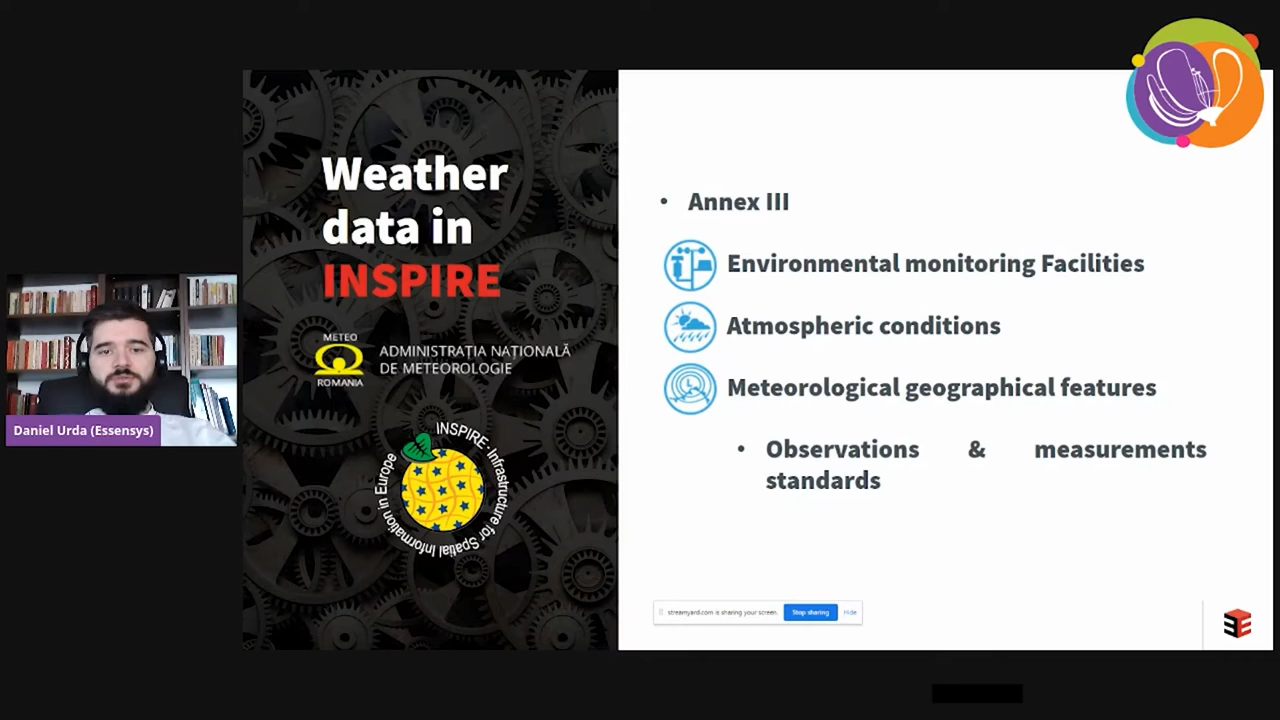 Weather
data in
INSPIRE
METEO
ROMANIA
ADMINISTRAȚIA NAȚIONALĂ
DE METEOROLOGIE
INSPIRE - Infrastructure for Spatial Information in Europe
Daniel Urda (Essensys)
• Annex III
Environmental monitoring Facilities
Atmospheric conditions
Meteorological geographical features
• Observations & measurements
standards
streamyard.com is sharing your screen.
Stop sharing
Hide